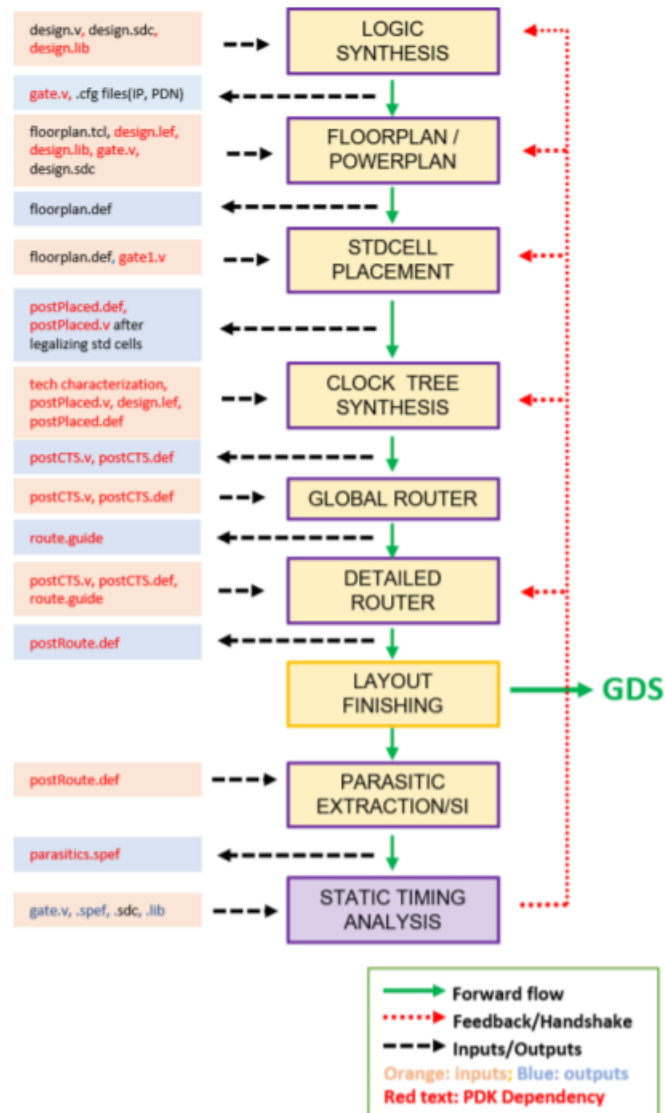 design.v, design.sdc,
design.lib
LOGIC
SYNTHESIS
gate.v, .cfg files(IP, PDN)
floorplan.tcl, design.lef,
design.lib, gate.v,
design.sdc
FLOORPLAN /
POWERPLAN
floorplan.def
floorplan.def, gate1.v
STDCELL
PLACEMENT
postPlaced.def,
postPlaced.v after
legalizing std cells
tech characterization,
postPlaced.v, design.lef,
postPlaced.def
CLOCK TREE
SYNTHESIS
postCTS.v, postCTS.def
postCTS.v, postCTS.def
GLOBAL ROUTER
route.guide
postCTS.v, postCTS.def,
route.guide
DETAILED
ROUTER
postRoute.def
LAYOUT
FINISHING
GDS
postRoute.def
PARASITIC
EXTRACTION/SI
parasitics.spef
gate.v, .spef, .sdc, .lib
STATIC TIMING
ANALYSIS
Forward flow
Feedback/Handshake
Inputs/Outputs
Orange: inputs; Blue: outputs
Red text: PDK Dependency